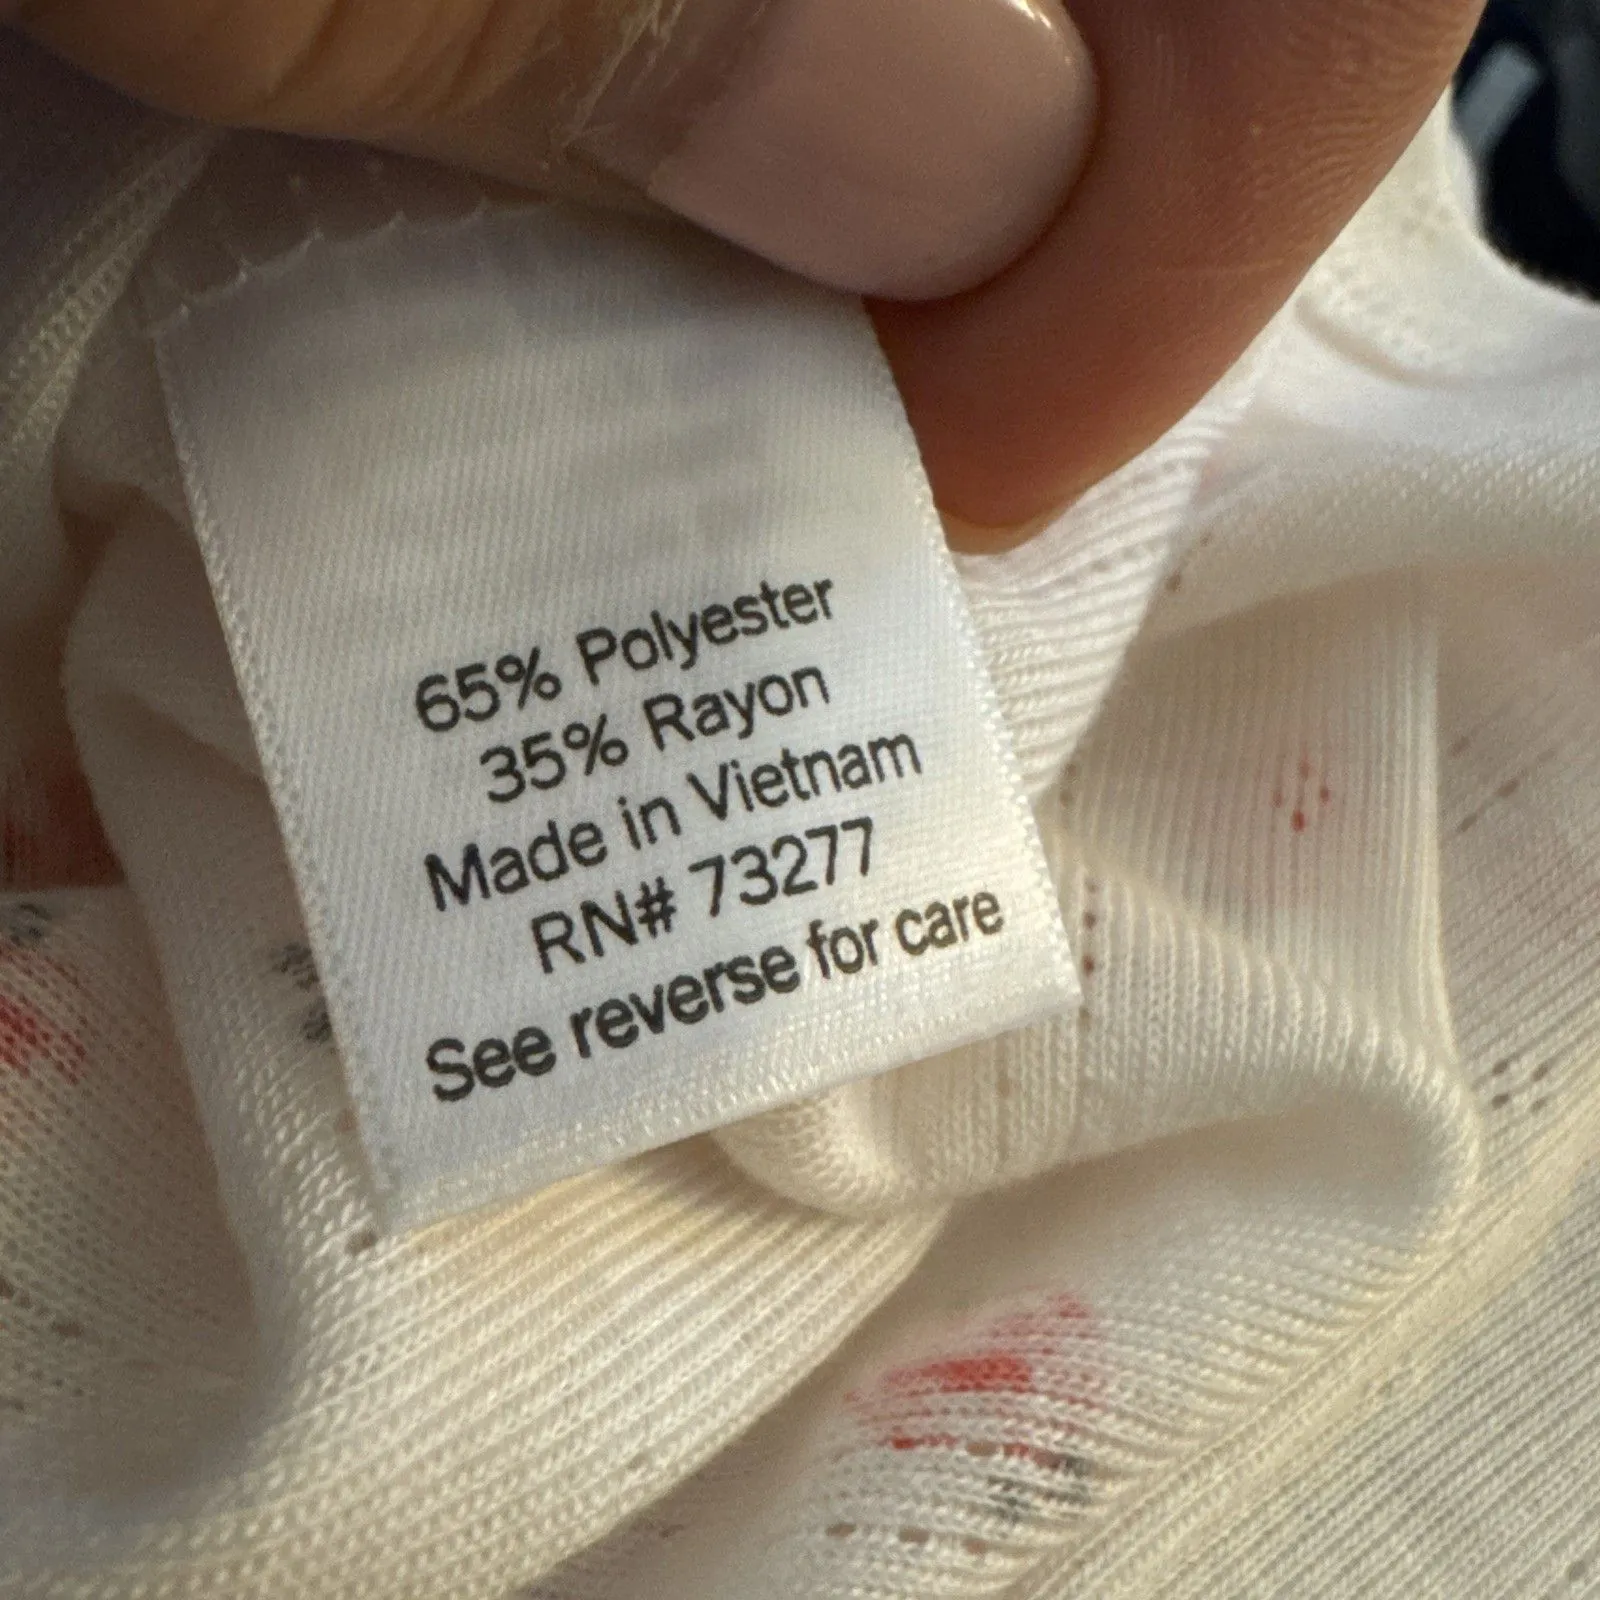 65% Polyester
35% Rayon
Made in Vietnam
RN# 73277
See reverse for care